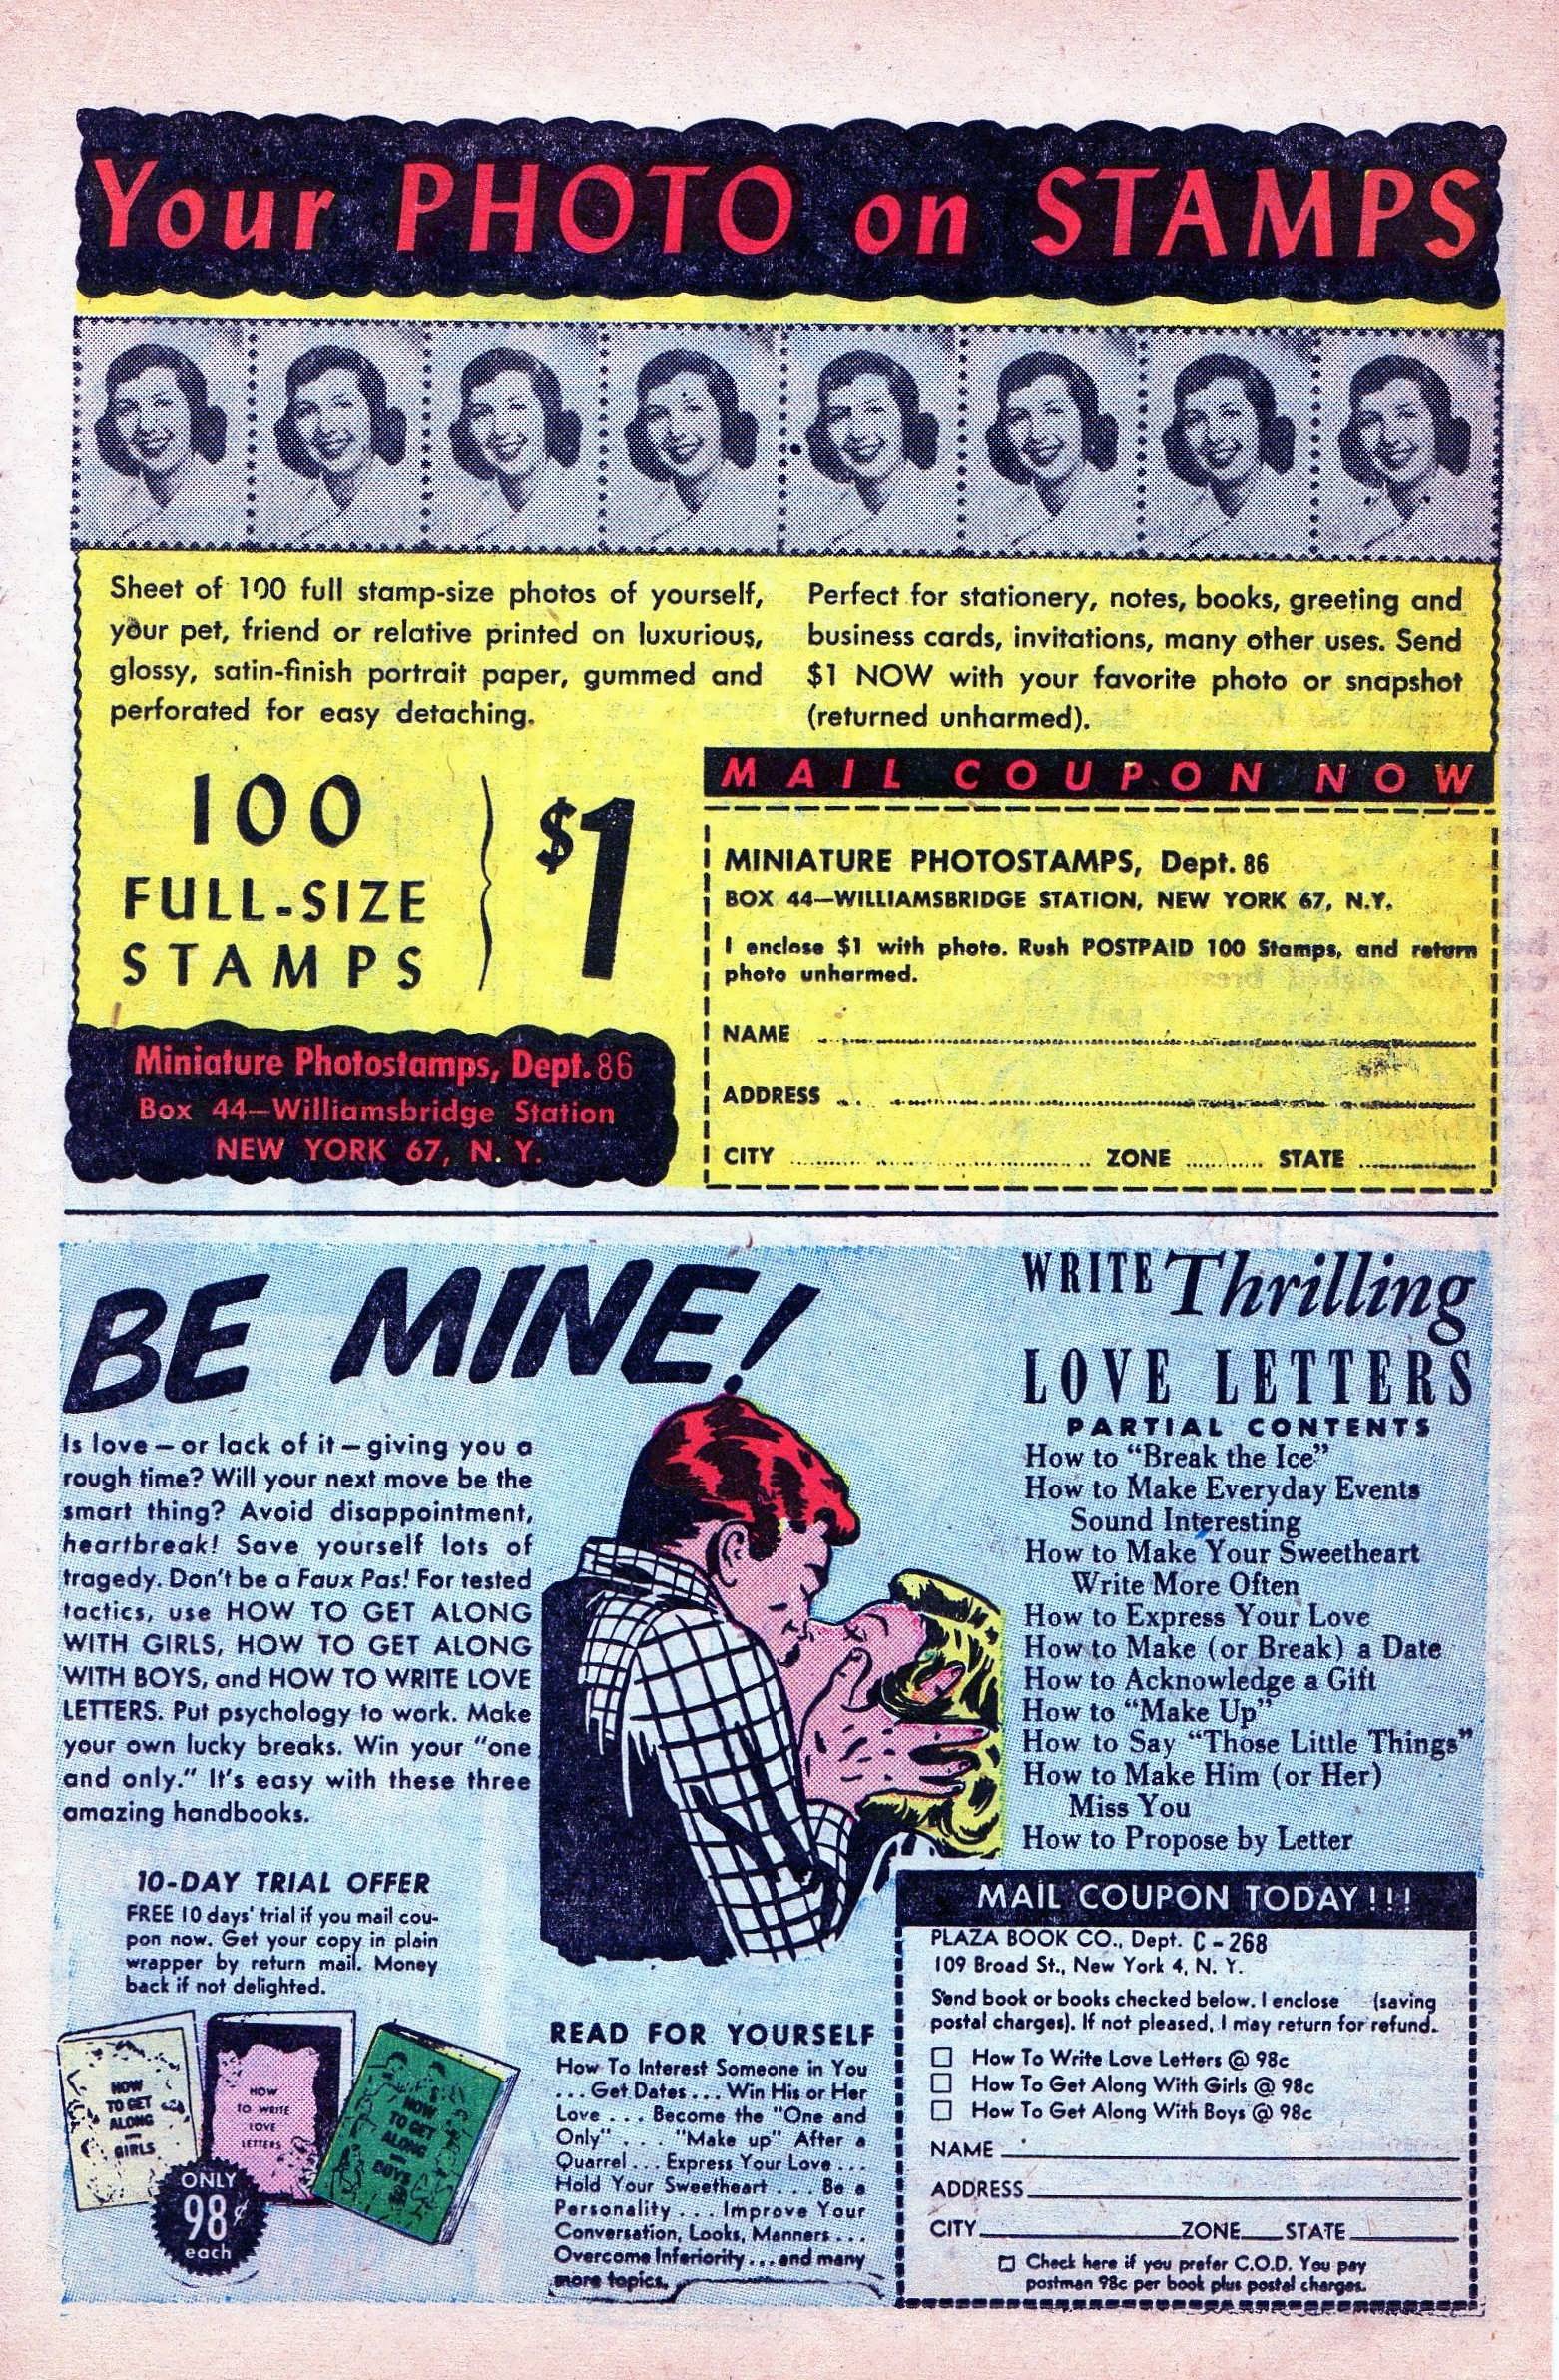 Your PHOTO on STAMPS
Sheet of 100 full stamp-size photos of yourself,
your pet, friend or relative printed on luxurious,
glossy, satin-finish portrait paper, gummed and
perforated for easy detaching.
Perfect for stationery, notes, books, greeting and
business cards, invitations, many other uses. Send
$1 NOW with your favorite photo or snapshot
(returned unharmed).
100
FULL-SIZE
STAMPS
$1
Miniature Photostamps, Dept. 86
Box 44—Williamsbridge Station
NEW YORK 67, N. Y.
MAIL COUPON NOW
MINIATURE PHOTOSTAMPS, Dept. 86
BOX 44—WILLIAMSBRIDGE STATION, NEW YORK 67, N.Y.
I enclose $1 with photo. Rush POSTPAID 100 Stamps, and return
photo unharmed.
NAME
ADDRESS
CITY ZONE STATE
BE MINE!
Is love — or lack of it — giving you a
rough time? Will your next move be the
smart thing? Avoid disappointment,
heartbreak! Save yourself lots of
tragedy. Don't be a Faux Pas! For tested
tactics, use HOW TO GET ALONG
WITH GIRLS, HOW TO GET ALONG
WITH BOYS, and HOW TO WRITE LOVE
LETTERS. Put psychology to work. Make
your own lucky breaks. Win your "one
and only." It's easy with these three
amazing handbooks.
10-DAY TRIAL OFFER
FREE 10 days' trial if you mail cou-
pon now. Get your copy in plain
wrapper by return mail. Money
back if not delighted.
HOW
TO GET
ALONG
GIRLS
HOW
TO WRITE
LOVE
LETTERS
HOW
TO GET
ALONG
BOYS
ONLY
98¢
each
READ FOR YOURSELF
How To Interest Someone in You
... Get Dates ... Win His or Her
Love ... Become the "One and
Only" ... "Make up" After a
Quarrel ... Express Your Love ...
Hold Your Sweetheart ... Be a
Personality ... Improve Your
Conversation, Looks, Manners ...
Overcome Inferiority ... and many
more topics.
WRITE Thrilling
LOVE LETTERS
PARTIAL CONTENTS
How to "Break the Ice"
How to Make Everyday Events
Sound Interesting
How to Make Your Sweetheart
Write More Often
How to Express Your Love
How to Make (or Break) a Date
How to Acknowledge a Gift
How to "Make Up"
How to Say "Those Little Things"
How to Make Him (or Her)
Miss You
How to Propose by Letter
MAIL COUPON TODAY!!!
PLAZA BOOK CO., Dept. C-268
109 Broad St., New York 4, N. Y.
Send book or books checked below. I enclose (saving
postal charges). If not pleased, I may return for refund.
How To Write Love Letters @ 98c
How To Get Along With Girls @ 98c
How To Get Along With Boys @ 98c
NAME
ADDRESS
CITY ZONE STATE
Check here if you prefer C.O.D. You pay
postman 98c per book plus postal charges.